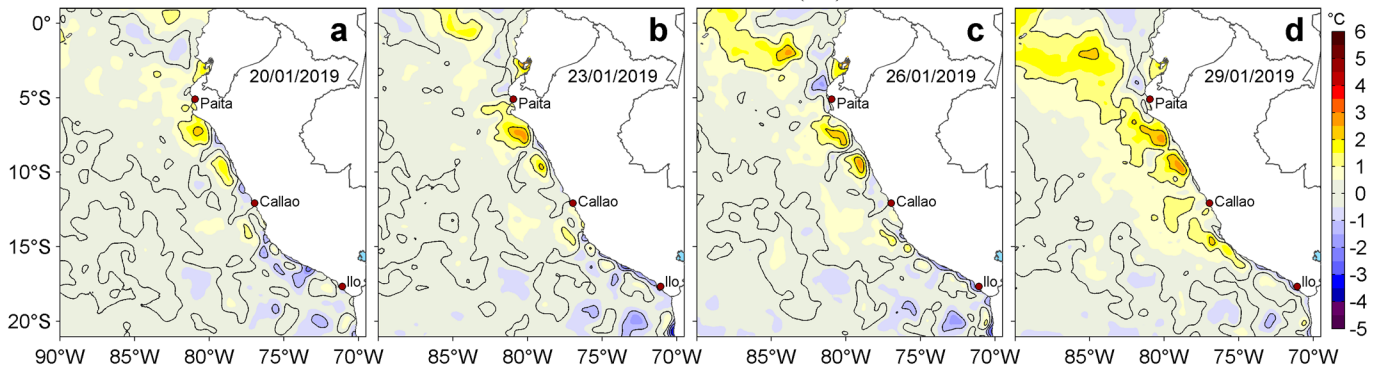 a b c d °C
20/01/2019 23/01/2019 26/01/2019 29/01/2019
0°
5°S
10°S
15°S
20°S
Paita Paita Paita Paita
Callao Callao Callao Callao
Ilo Ilo Ilo Ilo
6
5
4
3
2
1
0
-1
-2
-3
-4
-5
90°W 85°W 80°W 75°W 70°W 85°W 80°W 75°W 70°W 85°W 80°W 75°W 70°W 85°W 80°W 75°W 70°W